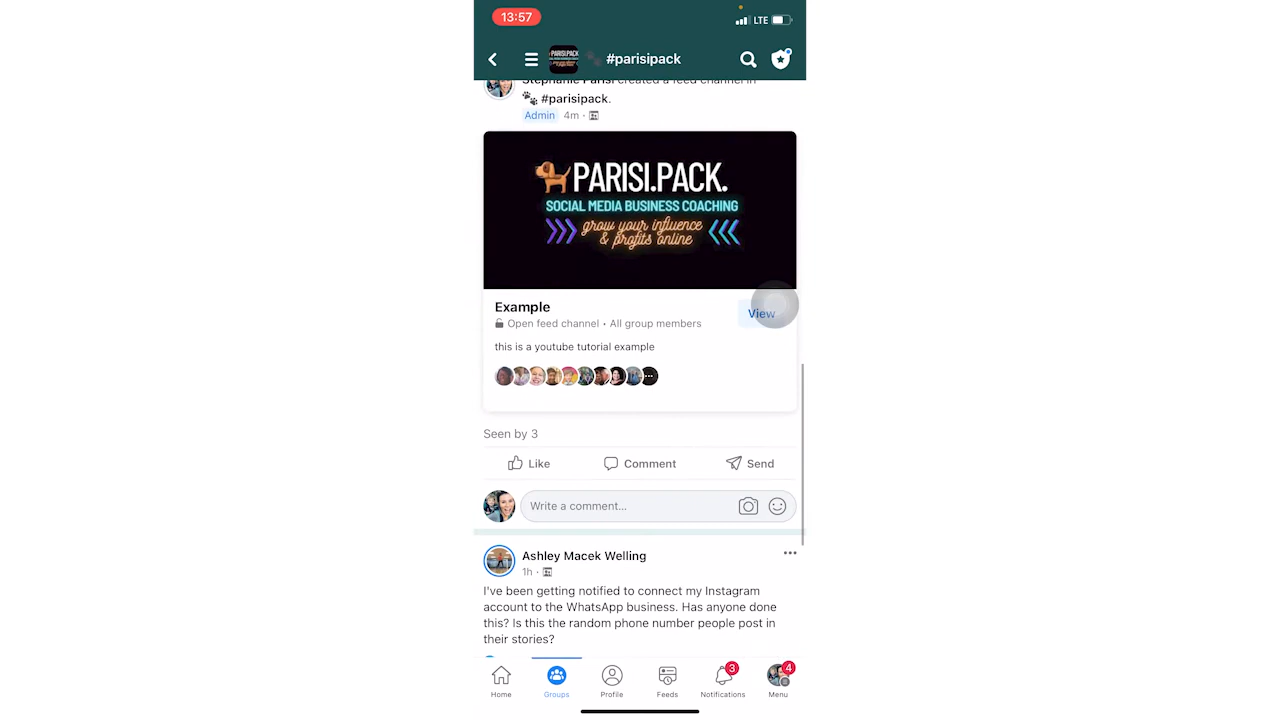 13:57
LTE
#parisipack
Stephanie Parisi created a feed channel in
#parisipack.
Admin 4m
PARISI.PACK.
SOCIAL MEDIA BUSINESS COACHING
grow your influence
& profits online
Example
View
Open feed channel • All group members
this is a youtube tutorial example
Seen by 3
Like Comment Send
Write a comment...
Ashley Macek Welling
1h
I've been getting notified to connect my Instagram
account to the WhatsApp business. Has anyone done
this? Is this the random phone number people post in
their stories?
3 4
Home Groups Profile Feeds Notifications Menu